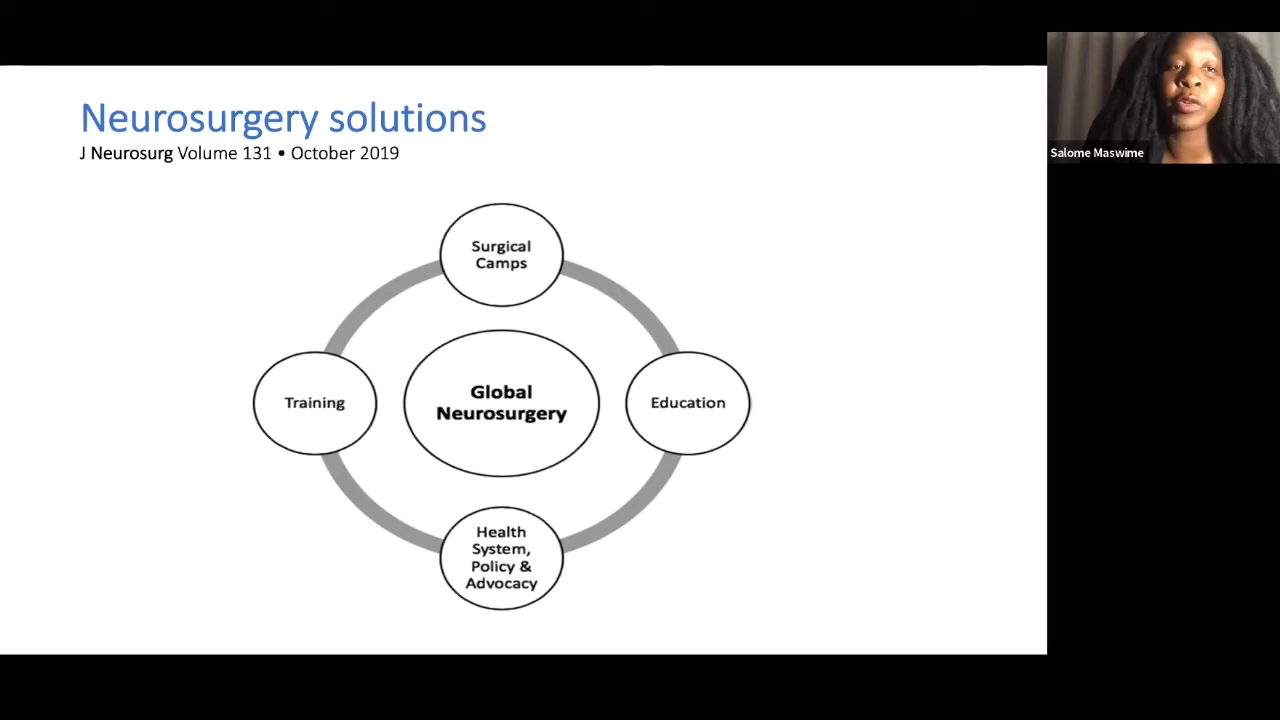 Neurosurgery solutions
J Neurosurg Volume 131 • October 2019
Salome Maswime
Surgical
Camps
Training
Global
Neurosurgery
Education
Health
System,
Policy &
Advocacy